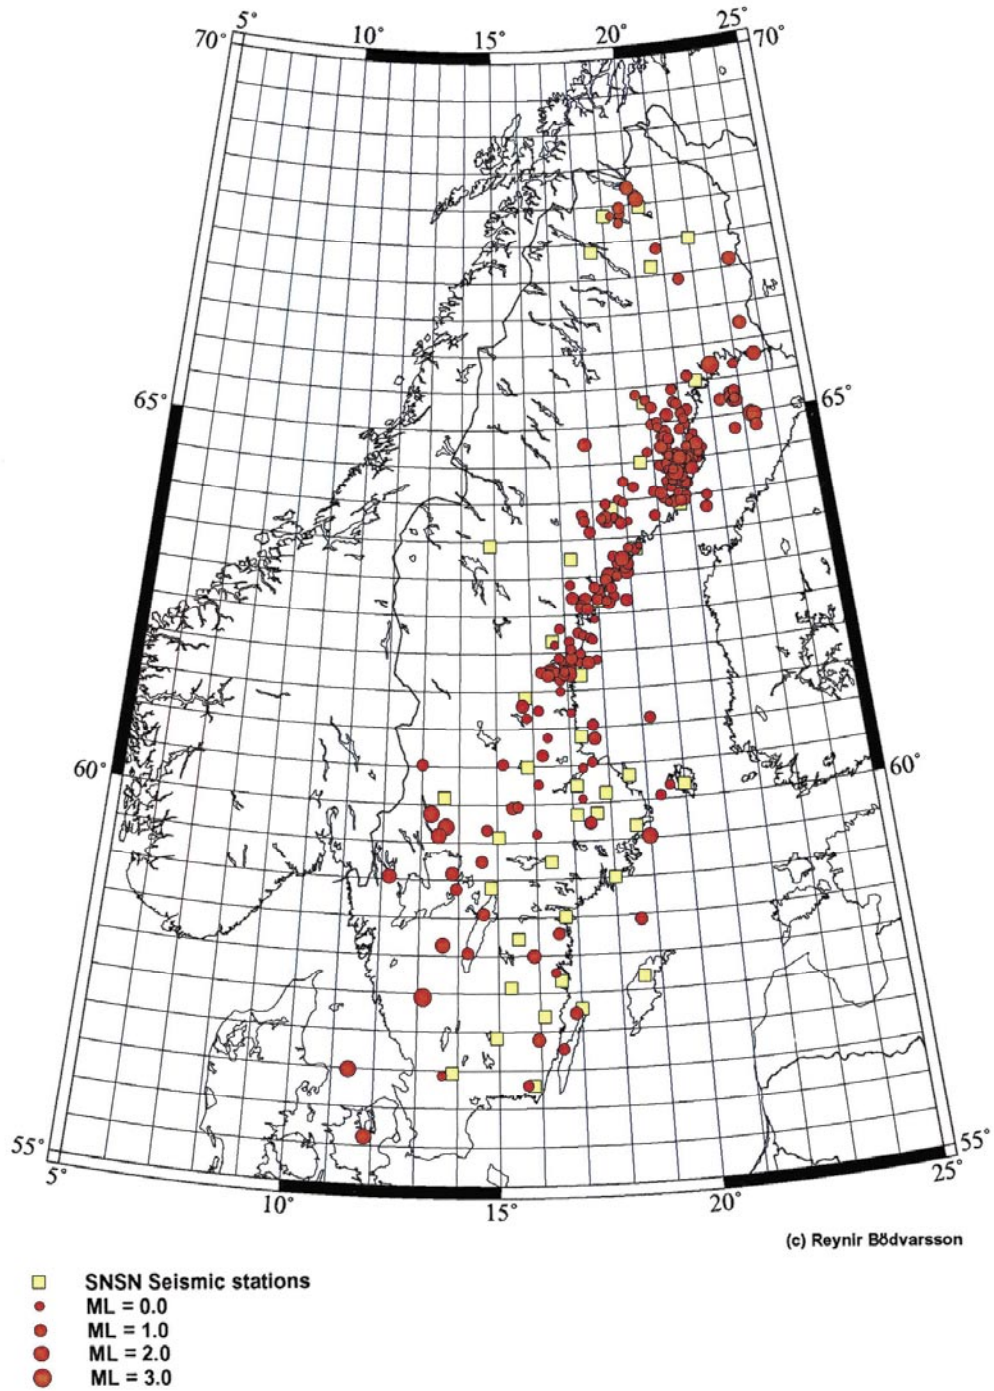 5° 10° 15° 20° 25°
70° 70°
65° 65°
60° 60°
55° 55°
5° 10° 15° 20° 25°
(c) Reynir Bödvarsson
SNSN Seismic stations
ML = 0.0
ML = 1.0
ML = 2.0
ML = 3.0